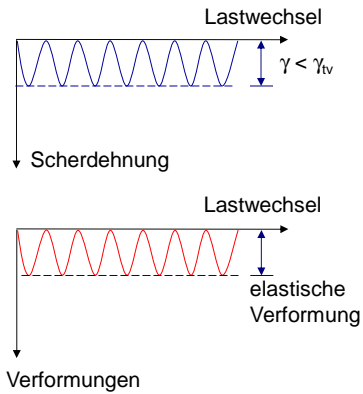 Lastwechsel
γ < γtv
Scherdehnung
Lastwechsel
elastische
Verformung
Verformungen